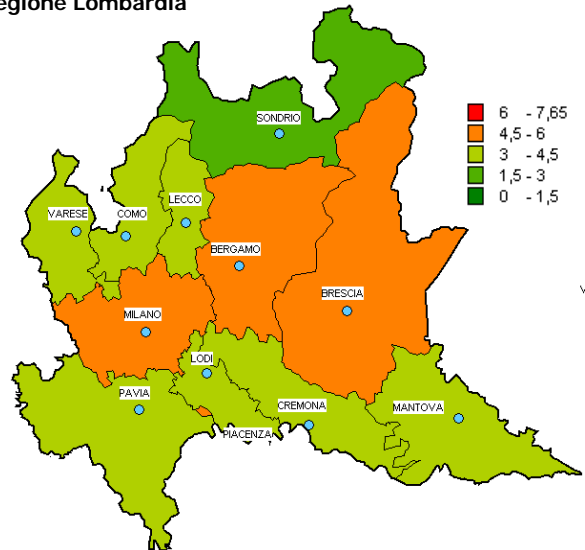 egione Lombardia
SONDRIO
6 - 7,65
4,5 - 6
3 - 4,5
1,5 - 3
0 - 1,5
LECCO
VARESE
COMO
BERGAMO
BRESCIA
MILANO
LODI
PAVIA
CREMONA
MANTOVA
PIACENZA